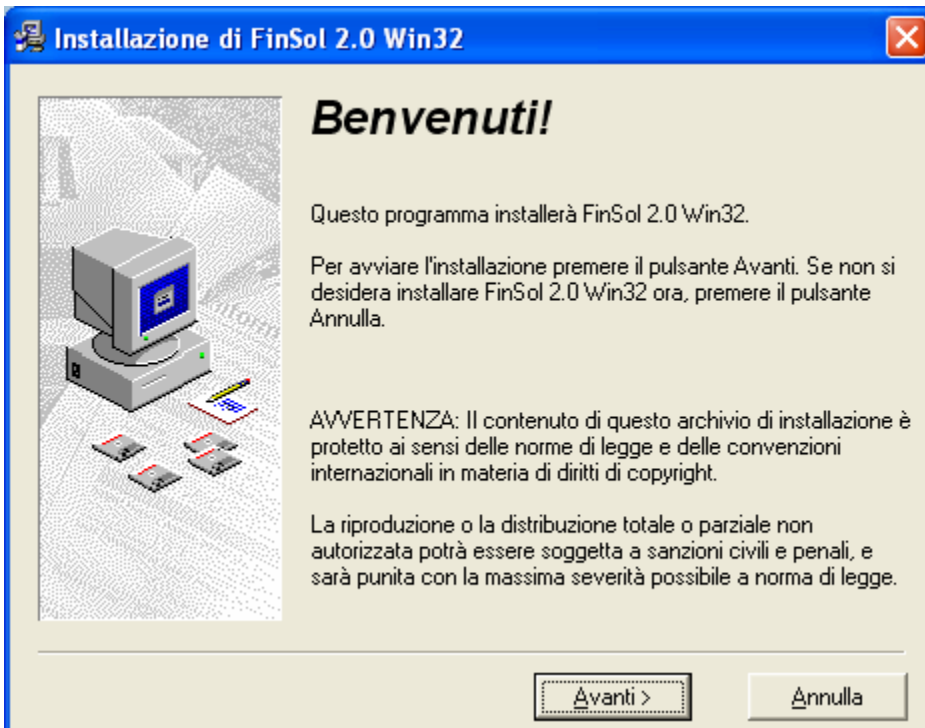 Installazione di FinSol 2.0 Win32
Benvenuti!
Questo programma installerà FinSol 2.0 Win32.
Per avviare l'installazione premere il pulsante Avanti. Se non si
desidera installare FinSol 2.0 Win32 ora, premere il pulsante
Annulla.
AVVERTENZA: Il contenuto di questo archivio di installazione è
protetto ai sensi delle norme di legge e delle convenzioni
internazionali in materia di diritti di copyright.
La riproduzione o la distribuzione totale o parziale non
autorizzata potrà essere soggetta a sanzioni civili e penali, e
sarà punita con la massima severità possibile a norma di legge.
Avanti >
Annulla